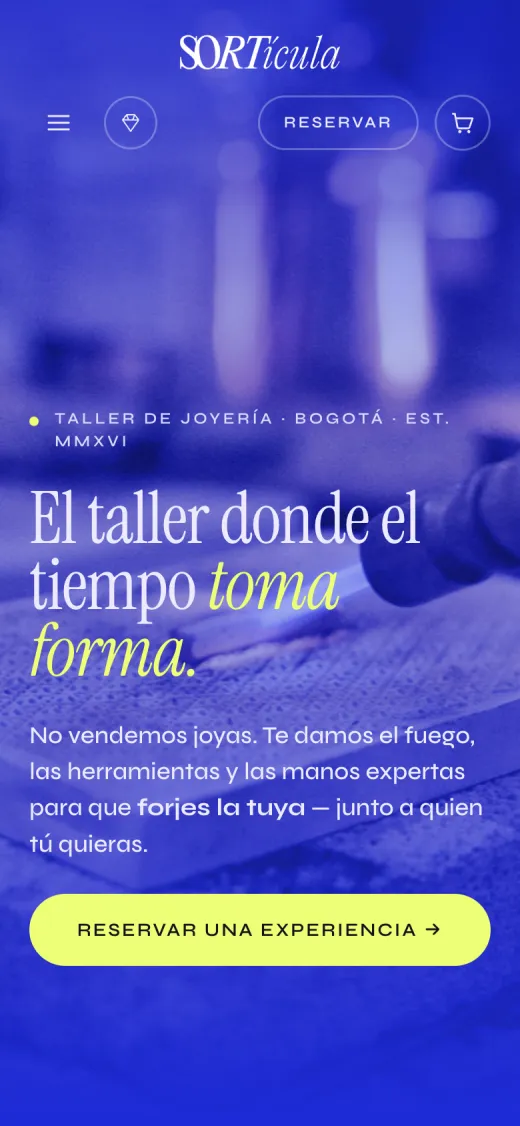 SORTícula
RESERVAR
TALLER DE JOYERÍA · BOGOTÁ · EST.
MMXVI
El taller donde el
tiempo toma
forma.
No vendemos joyas. Te damos el fuego,
las herramientas y las manos expertas
para que forjes la tuya — junto a quien
tú quieras.
RESERVAR UNA EXPERIENCIA →